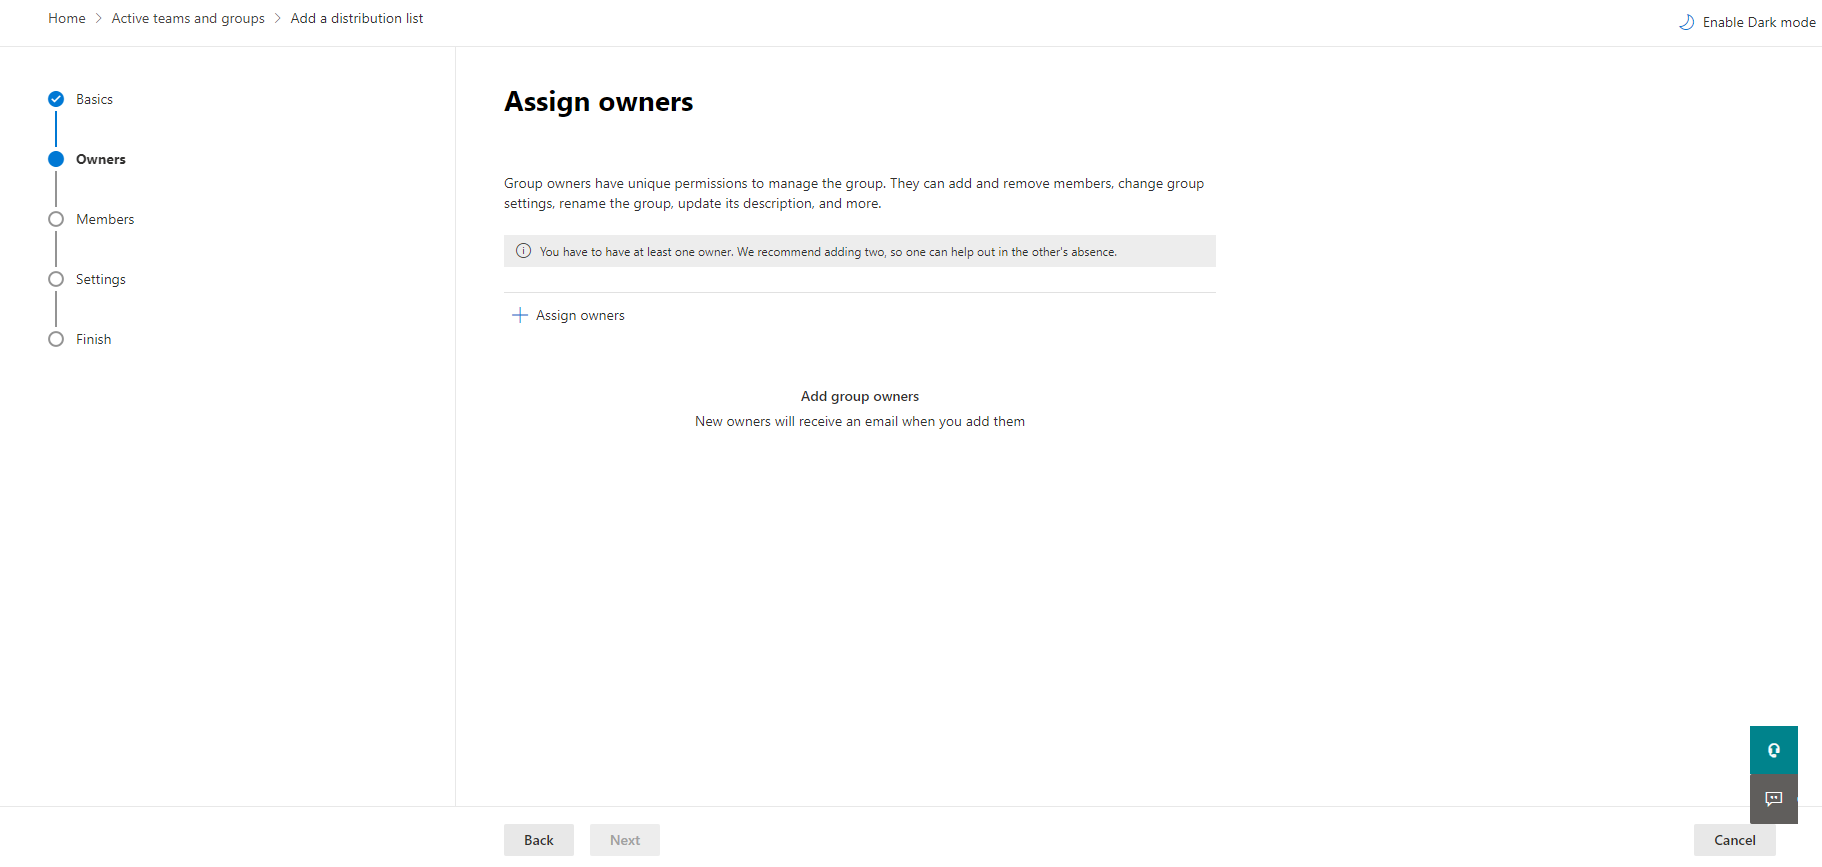 Home > Active teams and groups > Add a distribution list
Enable Dark mode
Basics
Owners
Members
Settings
Finish
Assign owners
Group owners have unique permissions to manage the group. They can add and remove members, change group
settings, rename the group, update its description, and more.
You have to have at least one owner. We recommend adding two, so one can help out in the other's absence.
Assign owners
Add group owners
New owners will receive an email when you add them
Back
Next
Cancel